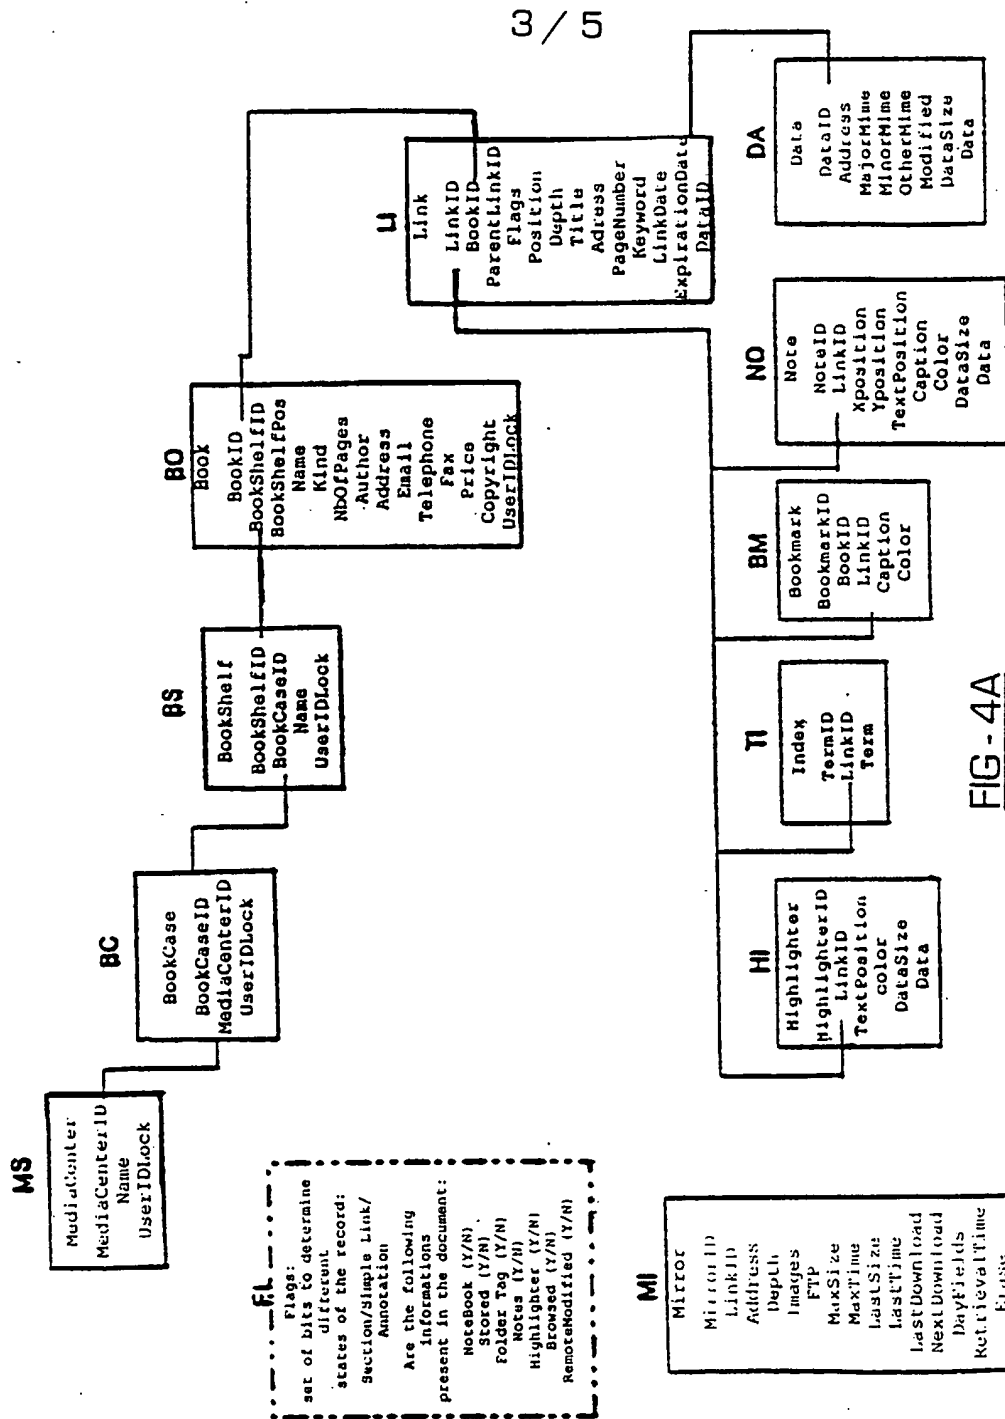 3/5
MS
MediaCenter
MediaCenterID
Name
UserIDLock
BC
BookCase
BookCaseID
MediaCenterID
UserIDLock
BS
BookShelf
BookShelfID
BookCaseID
Name
UserIDLock
BO
Book
BookID
BookShelfID
BookShelfPos
Name
Kind
NbOfPages
Author
Address
Email
Telephone
Fax
Price
Copyright
UserIDLock
LI
Link
LinkID
BookID
ParentLinkID
Flags
Position
Depth
Title
Adress
PageNumber
Keyword
LinkDate
ExpirationDate
DataID
FL
Flags:
set of bits to determine
different
states of the record:
Section/Simple Link/
Annotation
Are the following
informations
present in the document:
NoteBook (Y/N)
Stored (Y/N)
Folder Tag (Y/N)
Notes (Y/N)
Highlighter (Y/N)
Browsed (Y/N)
RemoteModified (Y/N)
MI
Mirror
MirrorID
LinkID
Address
Depth
Images
FTP
MaxSize
MaxTime
LastSize
LastTime
LastDownload
NextDownload
DayFields
RetrievalTime
HI
Highlighter
HighlighterID
LinkID
TextPosition
color
DataSize
Data
TI
Index
TermID
LinkID
Term
BM
Bookmark
BookmarkID
BookID
LinkID
Caption
Color
NO
Note
NoteID
LinkID
Xposition
Yposition
TextPosition
Caption
Color
DataSize
Data
DA
Data
DataID
Address
MajorMime
MinorMime
OtherMime
Modified
DataSize
Data
FIG-4A